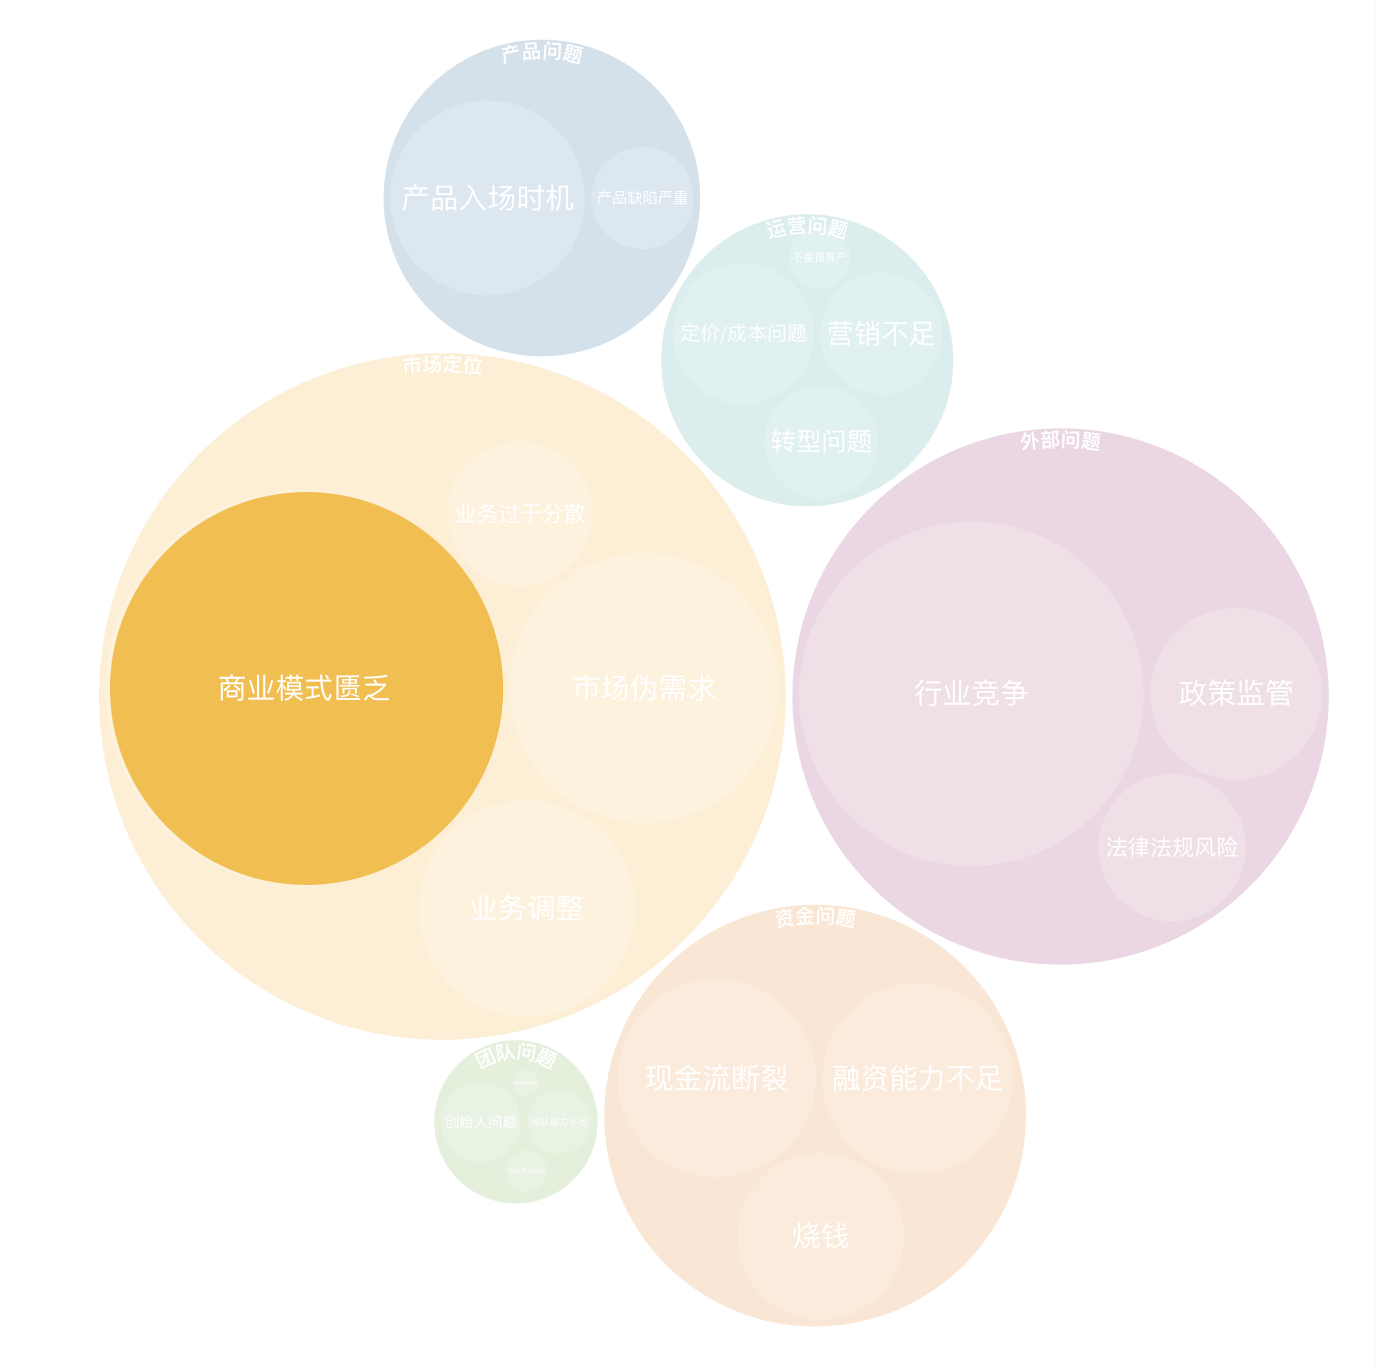 产品问题
产品入场时机
产品缺陷严重
运营问题
不重视客户
定价/成本问题
营销不足
转型问题
市场定位
业务过于分散
商业模式匮乏
市场伪需求
业务调整
外部问题
行业竞争
政策监管
法律法规风险
资金问题
现金流断裂
融资能力不足
烧钱
团队问题
创始人问题
团队能力不足